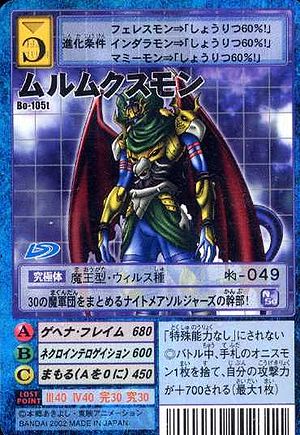 進化条件
フェレスモン⇒「しょうりつ60%!」
インダラモン⇒「しょうりつ60%!」
マミーモン⇒「しょうりつ60%!」
ムルムクスモン
Bo-105t
究極体
魔王型・ウィルス種
-049
30の魔軍団をまとめるナイトメアソルジャーズの幹部!
A ゲヘナ・フレイム 680
B ネクロインテロゲイション 600
C まもる(Aを0に) 450
LOST POINT Ⅲ40 Ⅳ40 完30 究30
「特殊能力なし」にされない
◎バトル中、手札のオニスモ
ン1枚を捨て、自分の攻撃力
が+700される(最大1枚)
©本郷あきよし・東映アニメーション
BANDAI 2002 MADE IN JAPAN